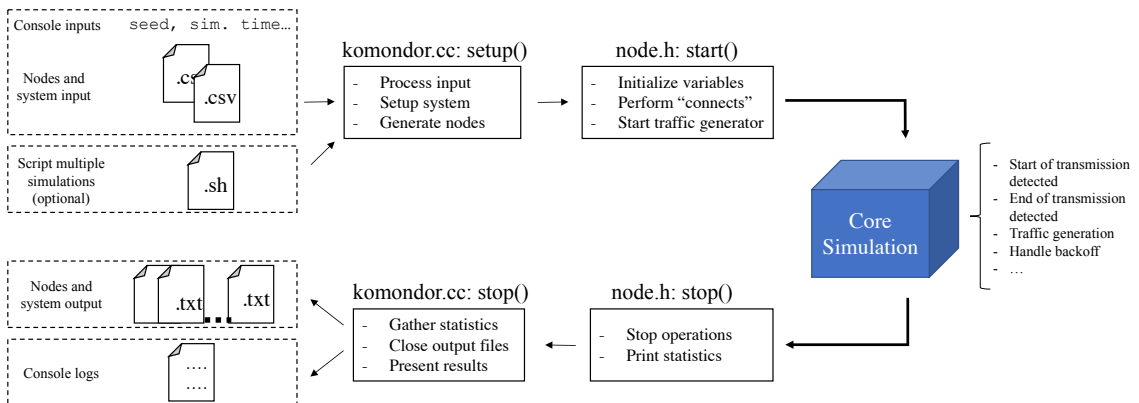 Console inputs
seed, sim. time…
Nodes and
system input
.cs
.csv
Script multiple
simulations
(optional)
.sh
komondor.cc: setup()
- Process input
- Setup system
- Generate nodes
node.h: start()
- Initialize variables
- Perform “connects”
- Start traffic generator
Core
Simulation
- Start of transmission
detected
- End of transmission
detected
- Traffic generation
- Handle backoff
- …
Nodes and
system output
.txt
...
.txt
Console logs
....
....
komondor.cc: stop()
- Gather statistics
- Close output files
- Present results
node.h: stop()
- Stop operations
- Print statistics